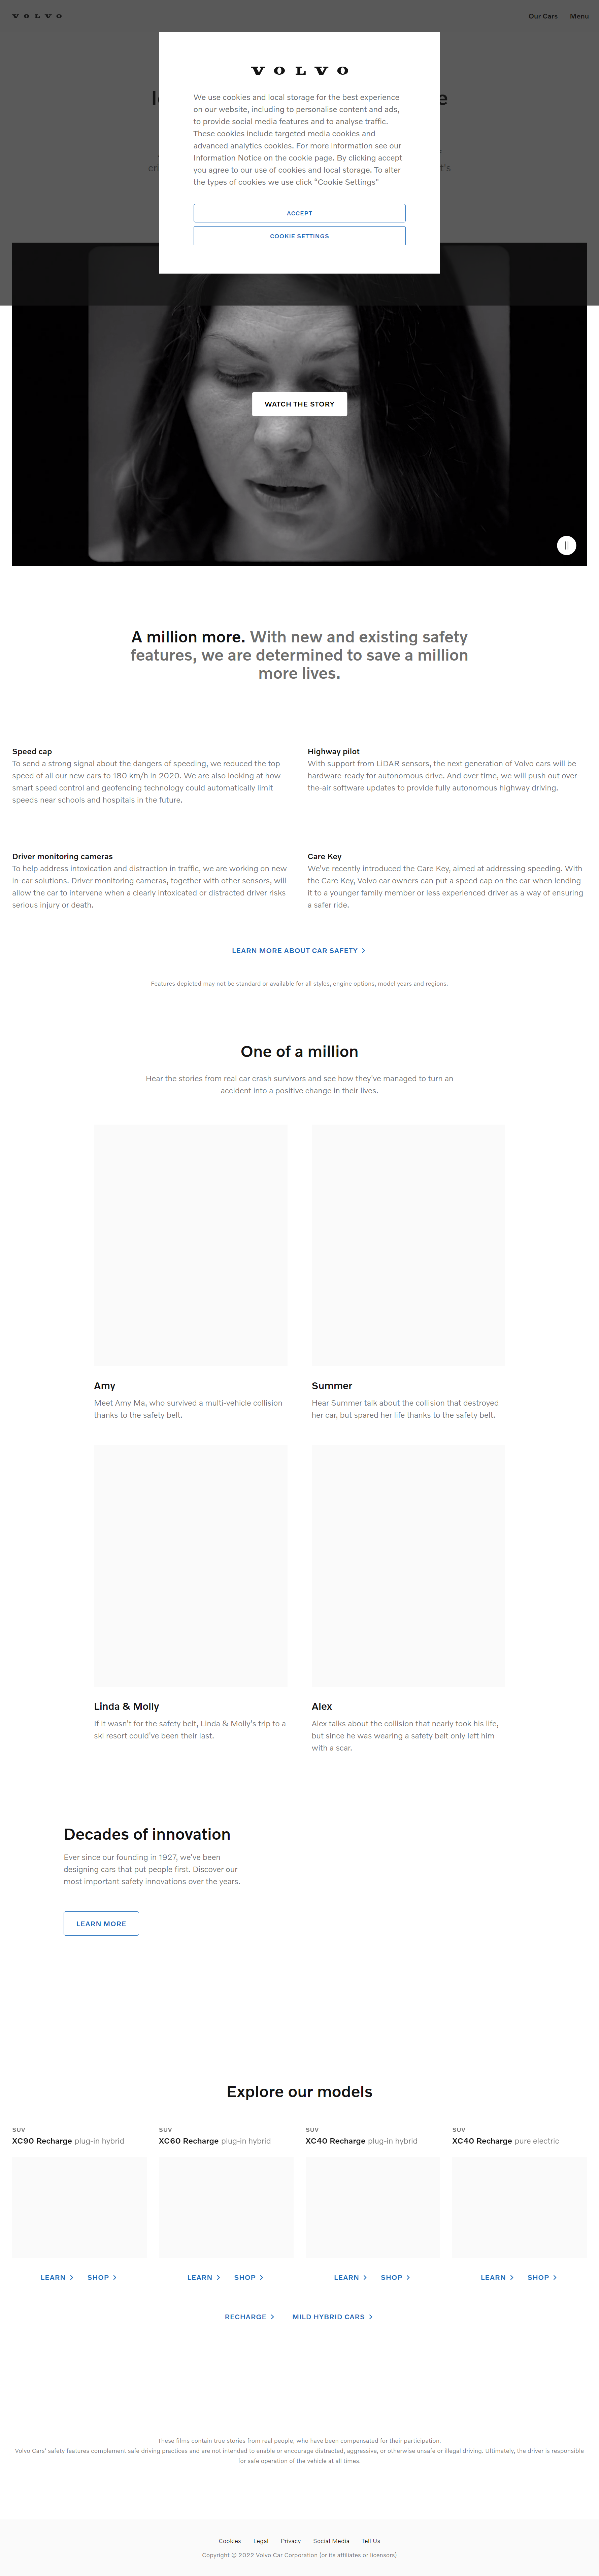 VOLVO
Our Cars
Menu
VOLVO
We use cookies and local storage for the best experience
on our website, including to personalise content and ads,
to provide social media features and to analyse traffic.
These cookies include targeted media cookies and
advanced analytics cookies. For more information see our
Information Notice on the cookie page. By clicking accept
you agree to our use of cookies and local storage. To alter
the types of cookies we use click “Cookie Settings”
ACCEPT
COOKIE SETTINGS
WATCH THE STORY
A million more. With new and existing safety
features, we are determined to save a million
more lives.
Speed cap
To send a strong signal about the dangers of speeding, we reduced the top
speed of all our new cars to 180 km/h in 2020. We are also looking at how
smart speed control and geofencing technology could automatically limit
speeds near schools and hospitals in the future.
Highway pilot
With support from LiDAR sensors, the next generation of Volvo cars will be
hardware-ready for autonomous drive. And over time, we will push out over-
the-air software updates to provide fully autonomous highway driving.
Driver monitoring cameras
To help address intoxication and distraction in traffic, we are working on new
in-car solutions. Driver monitoring cameras, together with other sensors, will
allow the car to intervene when a clearly intoxicated or distracted driver risks
serious injury or death.
Care Key
We've recently introduced the Care Key, aimed at addressing speeding. With
the Care Key, Volvo car owners can put a speed cap on the car when lending
it to a younger family member or less experienced driver as a way of ensuring
a safer ride.
LEARN MORE ABOUT CAR SAFETY
Features depicted may not be standard or available for all styles, engine options, model years and regions.
One of a million
Hear the stories from real car crash survivors and see how they've managed to turn an
accident into a positive change in their lives.
Amy
Meet Amy Ma, who survived a multi-vehicle collision
thanks to the safety belt.
Summer
Hear Summer talk about the collision that destroyed
her car, but spared her life thanks to the safety belt.
Linda & Molly
If it wasn't for the safety belt, Linda & Molly's trip to a
ski resort could've been their last.
Alex
Alex talks about the collision that nearly took his life,
but since he was wearing a safety belt only left him
with a scar.
Decades of innovation
Ever since our founding in 1927, we've been
designing cars that put people first. Discover our
most important safety innovations over the years.
LEARN MORE
Explore our models
SUV
XC90 Recharge plug-in hybrid
SUV
XC60 Recharge plug-in hybrid
SUV
XC40 Recharge plug-in hybrid
SUV
XC40 Recharge pure electric
LEARN SHOP
LEARN SHOP
LEARN SHOP
LEARN SHOP
RECHARGE MILD HYBRID CARS
These films contain true stories from real people, who have been compensated for their participation.
Volvo Cars' safety features complement safe driving practices and are not intended to enable or encourage distracted, aggressive, or otherwise unsafe or illegal driving. Ultimately, the driver is responsible
for safe operation of the vehicle at all times.
Cookies Legal Privacy Social Media Tell Us
Copyright © 2022 Volvo Car Corporation (or its affiliates or licensors)